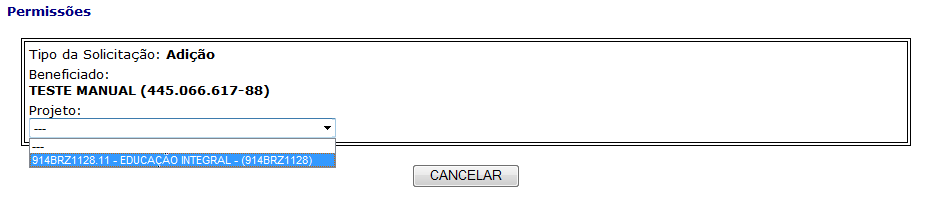 Permissões
Tipo da Solicitação: Adição
Beneficiado:
TESTE MANUAL (445.066.617-88)
Projeto:
---
---
914BRZ1128.11 - EDUCAÇÃO INTEGRAL - (914BRZ1128)
CANCELAR